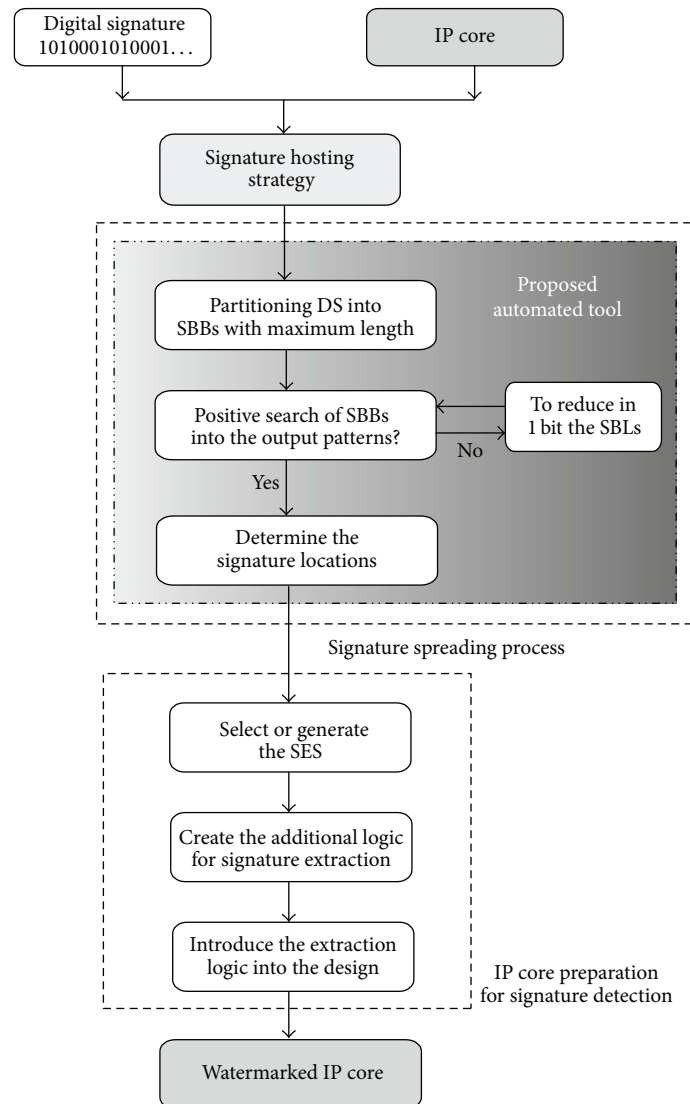 Digital signature
1010001010001...
IP core
Signature hosting
strategy
Proposed
automated tool
Partitioning DS into
SBBs with maximum length
Positive search of SBBs
into the output patterns?
To reduce in
1 bit the SBLs
No
Yes
Determine the
signature locations
Signature spreading process
Select or generate
the SES
Create the additional logic
for signature extraction
Introduce the extraction
logic into the design
IP core preparation
for signature detection
Watermarked IP core